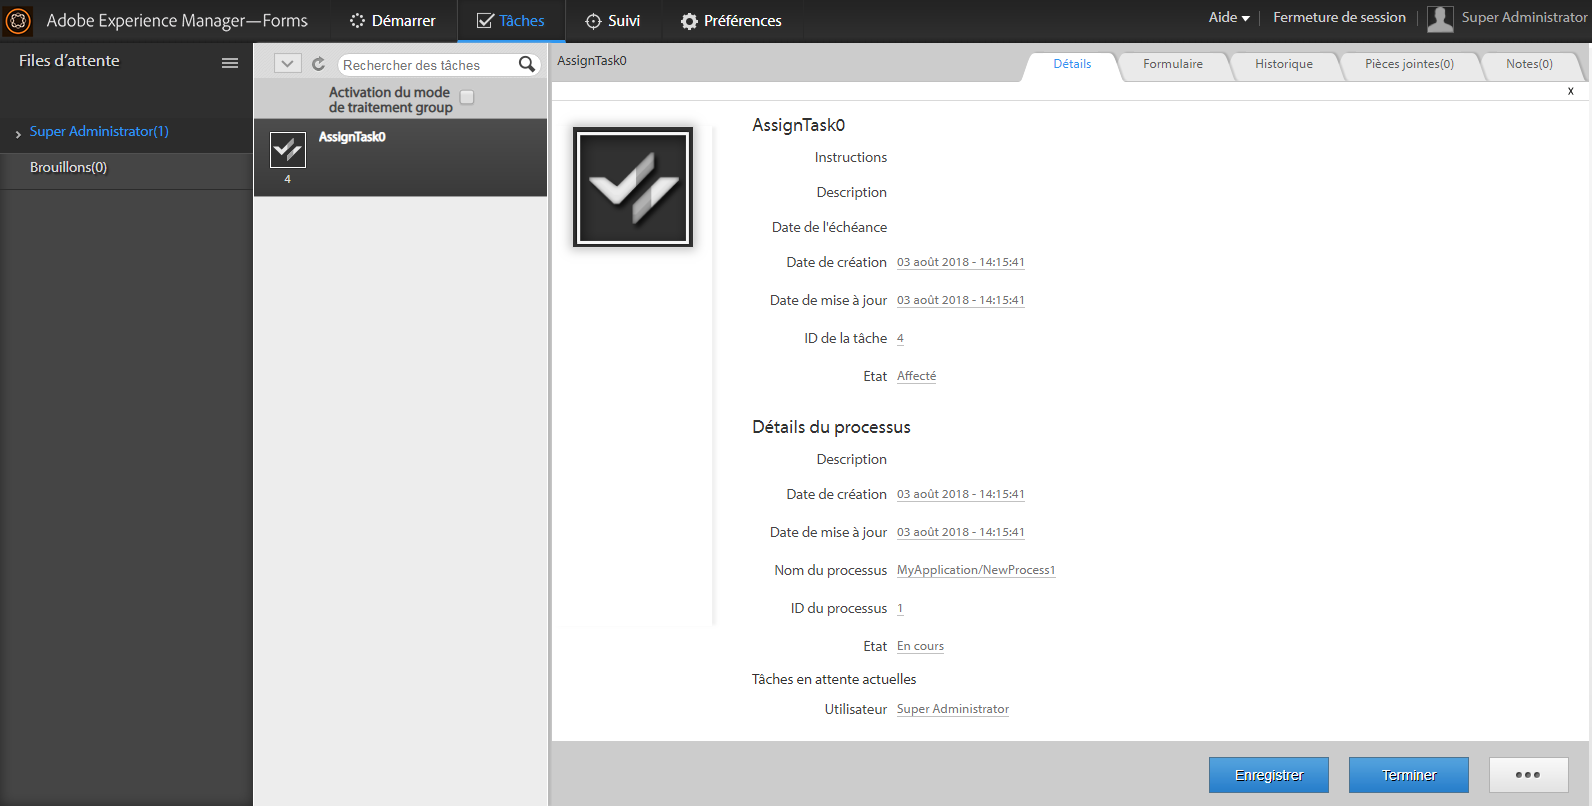 Adobe Experience Manager—Forms
Démarrer
Tâches
Suivi
Préférences
Aide
Fermeture de session
Super Administrator
Files d’attente
Super Administrator(1)
Brouillons(0)
Rechercher des tâches
Activation du mode
de traitement group
AssignTask0
4
AssignTask0
Détails
Formulaire
Historique
Pièces jointes(0)
Notes(0)
x
AssignTask0
Instructions
Description
Date de l'échéance
Date de création 03 août 2018 - 14:15:41
Date de mise à jour 03 août 2018 - 14:15:41
ID de la tâche 4
Etat Affecté
Détails du processus
Description
Date de création 03 août 2018 - 14:15:41
Date de mise à jour 03 août 2018 - 14:15:41
Nom du processus MyApplication/NewProcess1
ID du processus 1
Etat En cours
Tâches en attente actuelles
Utilisateur Super Administrator
Enregistrer
Terminer